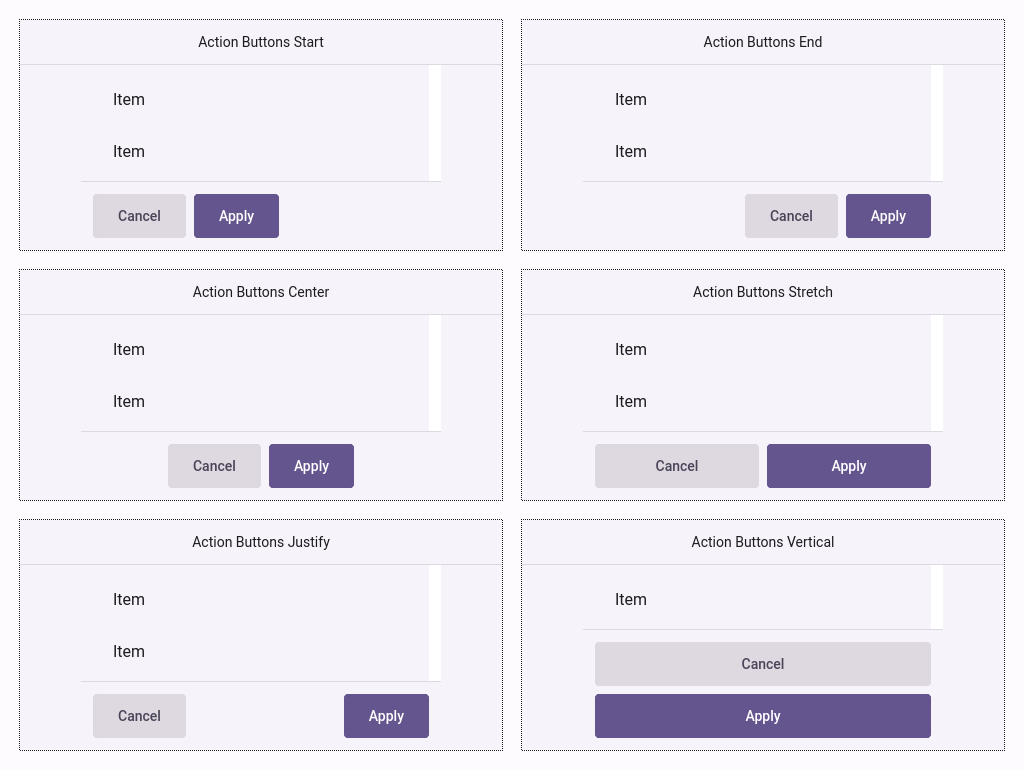 Action Buttons Start
Item
Item
Cancel Apply
Action Buttons End
Item
Item
Cancel Apply
Action Buttons Center
Item
Item
Cancel Apply
Action Buttons Stretch
Item
Item
Cancel Apply
Action Buttons Justify
Item
Item
Cancel Apply
Action Buttons Vertical
Item
Cancel
Apply